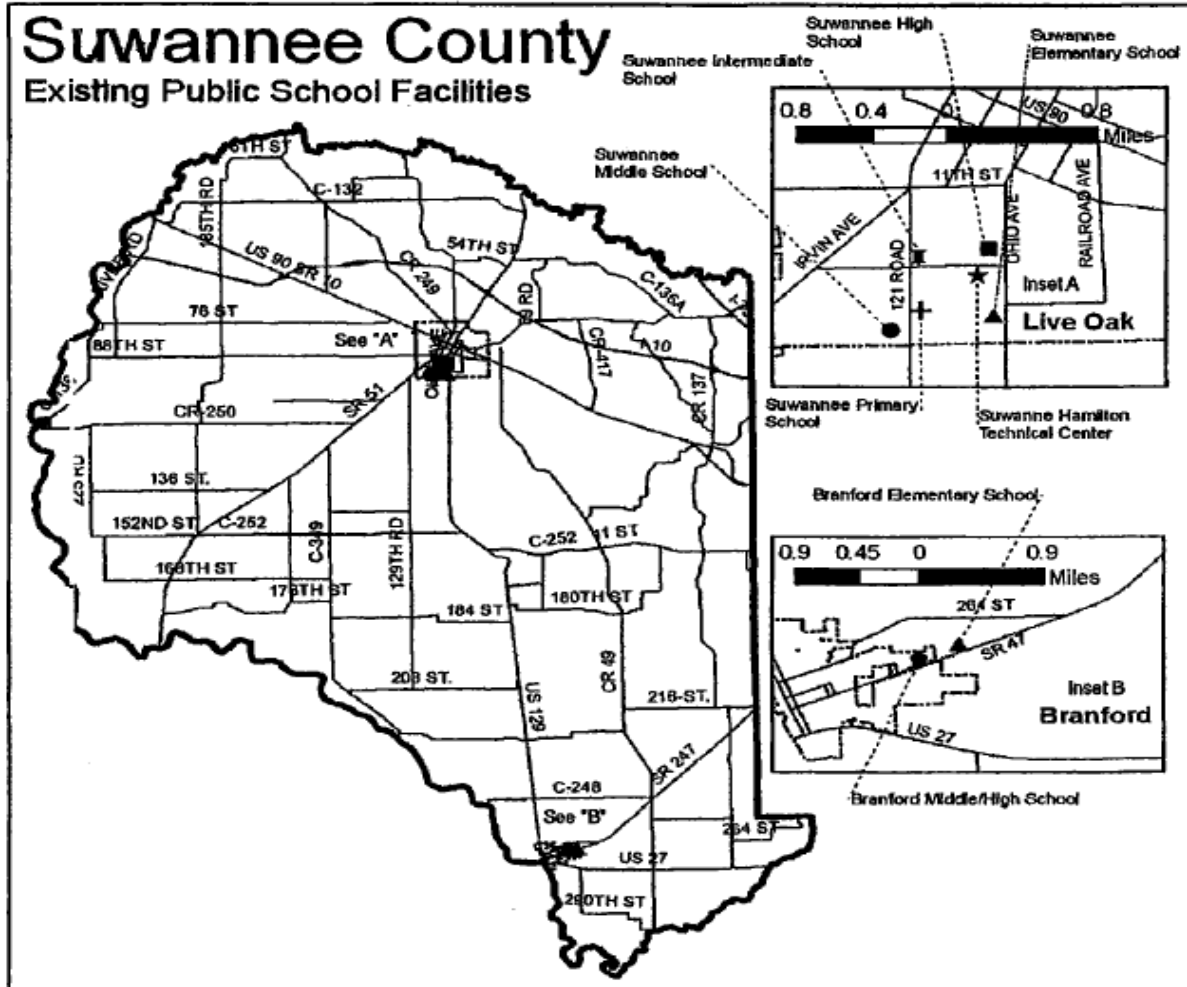 Suwannee County
Existing Public School Facilities
Suwannee High
School
Suwannee
Elementary School
Suwannee Intermediate
School
Suwannee
Middle School
0.8 0.4 0 0.8
Miles
US 90
11TH ST
IRVIN AVE
121 ROAD
OHIO AVE
RAILROAD AVE
Inset A
Live Oak
Suwannee Primary
School
Suwanne Hamilton
Technical Center
Branford Elementary School
0.9 0.45 0 0.9
Miles
264 ST
SR 47
Inset B
Branford
US 27
Branford Middle/High School
C-132
185TH RD
US 90 SR 10
CR 249
54TH ST
C-136A
76 ST
See "A"
88TH ST
CR-417
I-10
CR 137
SR-51
CR-250
225 RD
136 ST.
152ND ST.
C-252
C-349
129TH RD
C-252
11 ST
168TH ST
180TH ST
184 ST
208 ST.
US 129
CR 49
216-ST.
SR 247
C-248
See "B"
264 ST
US 27
290TH ST